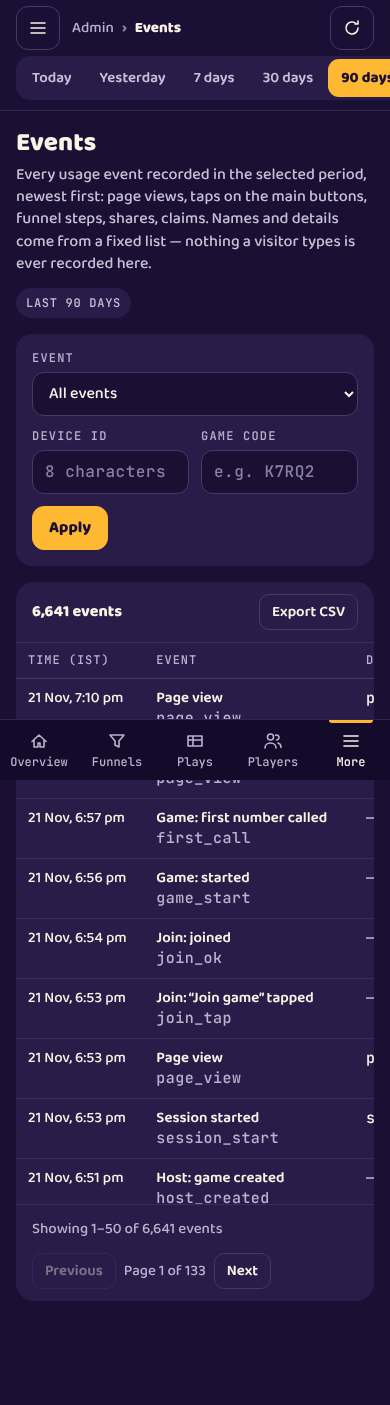 Admin › Events
Today Yesterday 7 days 30 days 90 days
Events
Every usage event recorded in the selected period,
newest first: page views, taps on the main buttons,
funnel steps, shares, claims. Names and details
come from a fixed list — nothing a visitor types is
ever recorded here.
LAST 90 DAYS
EVENT
All events
DEVICE ID GAME CODE
8 characters e.g. K7RQ2
Apply
6,641 events Export CSV
TIME (IST) EVENT D
21 Nov, 7:10 pm Page view p
page_view
Overview Funnels Plays Players More
page_view
21 Nov, 6:57 pm Game: first number called —
first_call
21 Nov, 6:56 pm Game: started —
game_start
21 Nov, 6:54 pm Join: joined —
join_ok
21 Nov, 6:53 pm Join: “Join game” tapped —
join_tap
21 Nov, 6:53 pm Page view p
page_view
21 Nov, 6:53 pm Session started s
session_start
21 Nov, 6:51 pm Host: game created —
host_created
Showing 1–50 of 6,641 events
Previous Page 1 of 133 Next